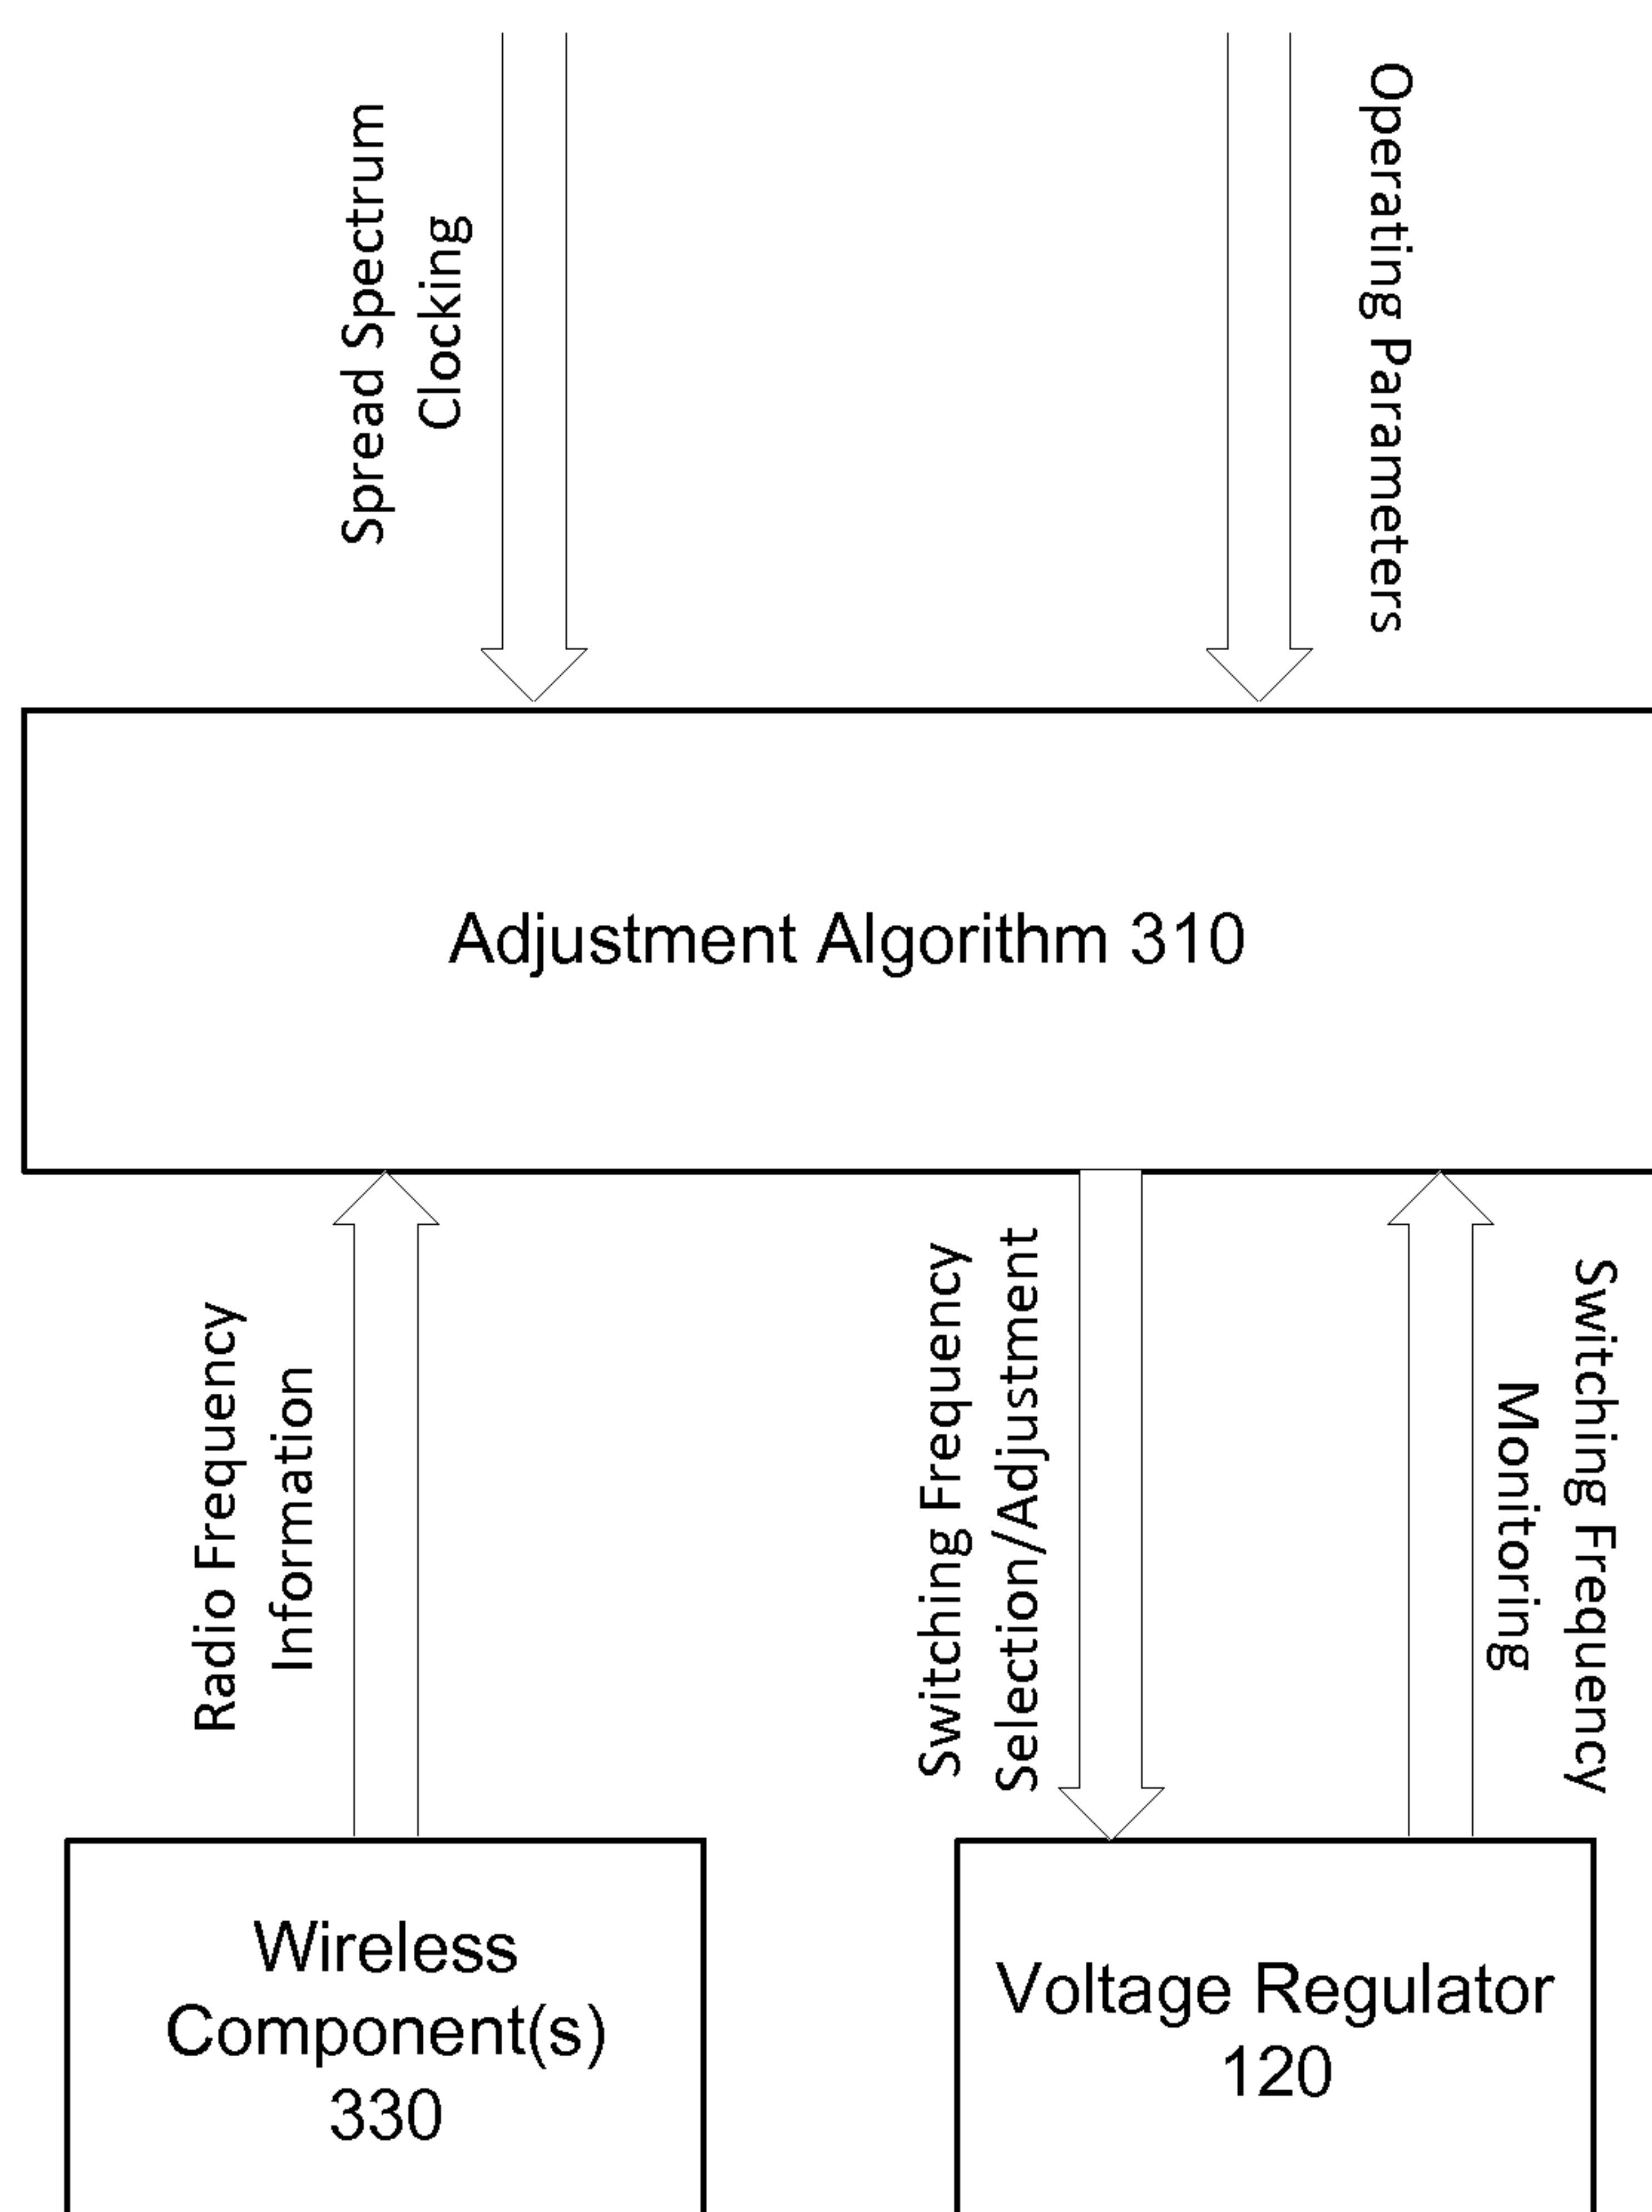 Spread Spectrum
Clocking
Operating Parameters
Adjustment Algorithm 310
Radio Frequency
Information
Switching Frequency
Selection/Adjustment
Switching Frequency
Monitoring
Wireless
Component(s)
330
Voltage Regulator
120